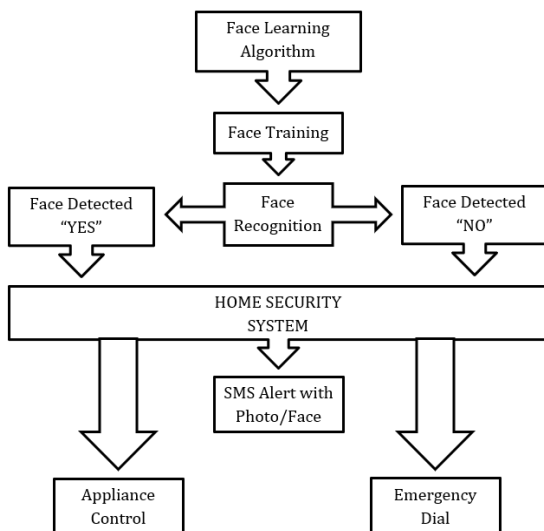 Face Learning
Algorithm
Face Training
Face Detected
“YES”
Face
Recognition
Face Detected
“NO”
HOME SECURITY
SYSTEM
SMS Alert with
Photo/Face
Appliance
Control
Emergency
Dial